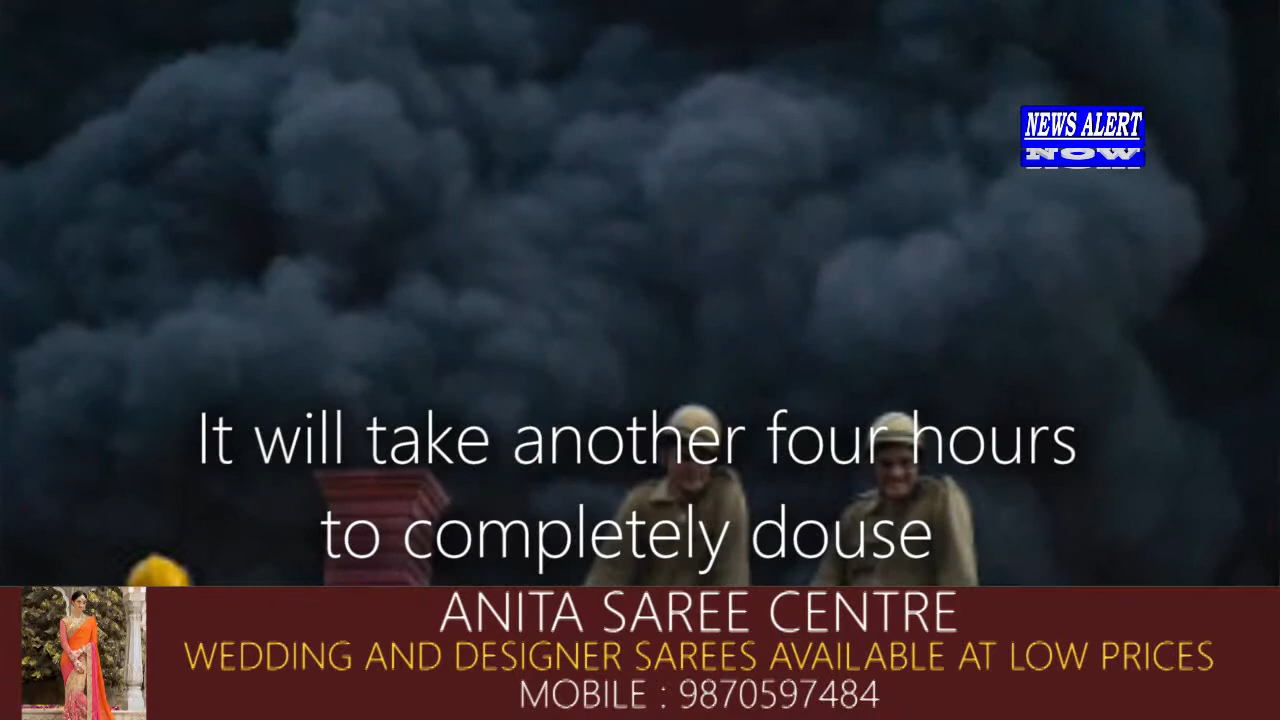 NEWS ALERT
NOW
It will take another four hours
to completely douse
ANITA SAREE CENTRE
WEDDING AND DESIGNER SAREES AVAILABLE AT LOW PRICES
MOBILE : 9870597484